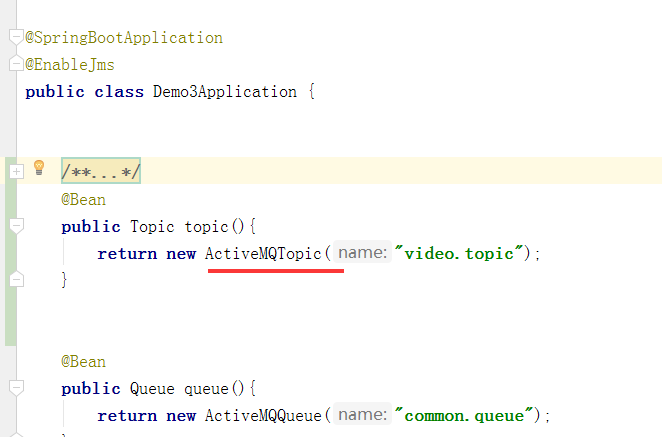 @SpringBootApplication
@EnableJms
public class Demo3Application {
/**...*/
@Bean
public Topic topic(){
return new ActiveMQTopic( name: "video.topic");
}
@Bean
public Queue queue(){
return new ActiveMQQueue( name: "common.queue");
}